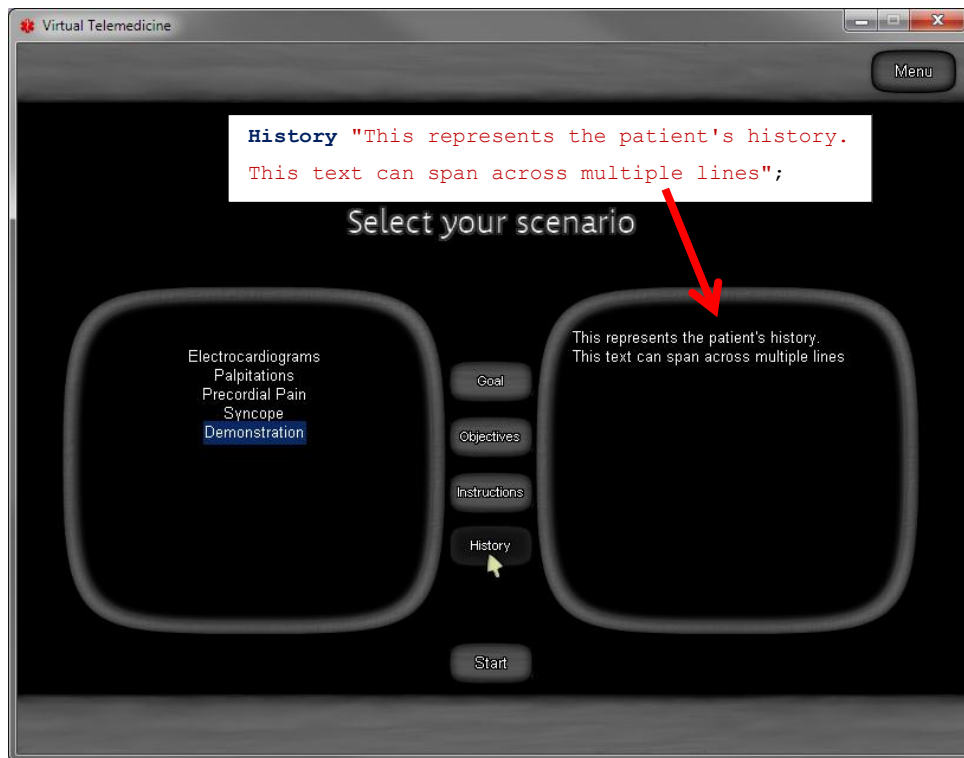 Virtual Telemedicine
Menu
History "This represents the patient's history.
This text can span across multiple lines";
Select your scenario
Electrocardiograms
Palpitations
Precordial Pain
Syncope
Demonstration
Goal
Objectives
Instructions
History
This represents the patient's history.
This text can span across multiple lines
Start